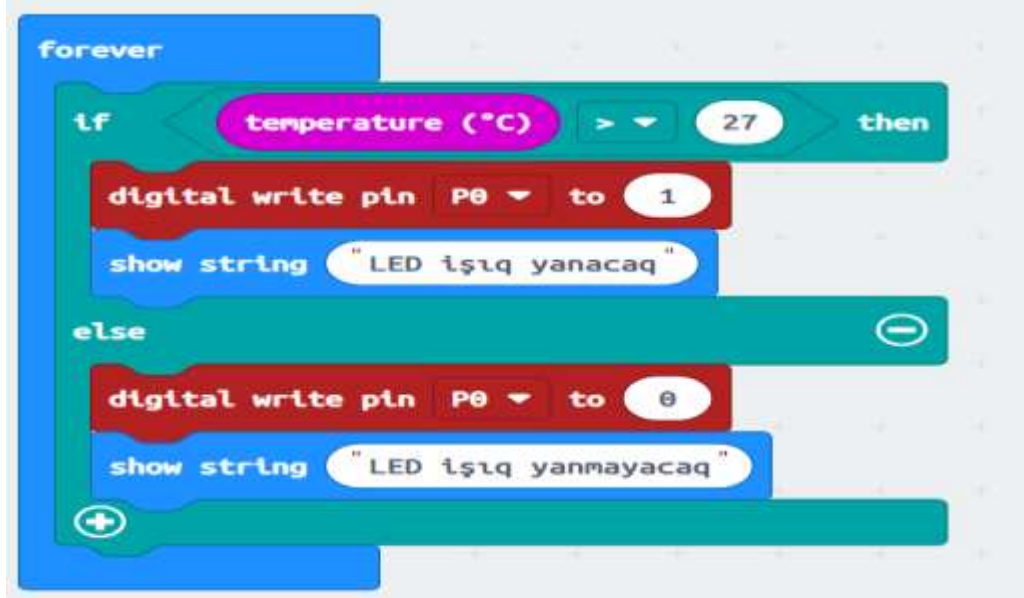 forever
if temperature (°C) > 27 then
digital write pin P0 to 1
show string "LED işıq yanacaq"
else
digital write pin P0 to 0
show string "LED işıq yanmayacaq"